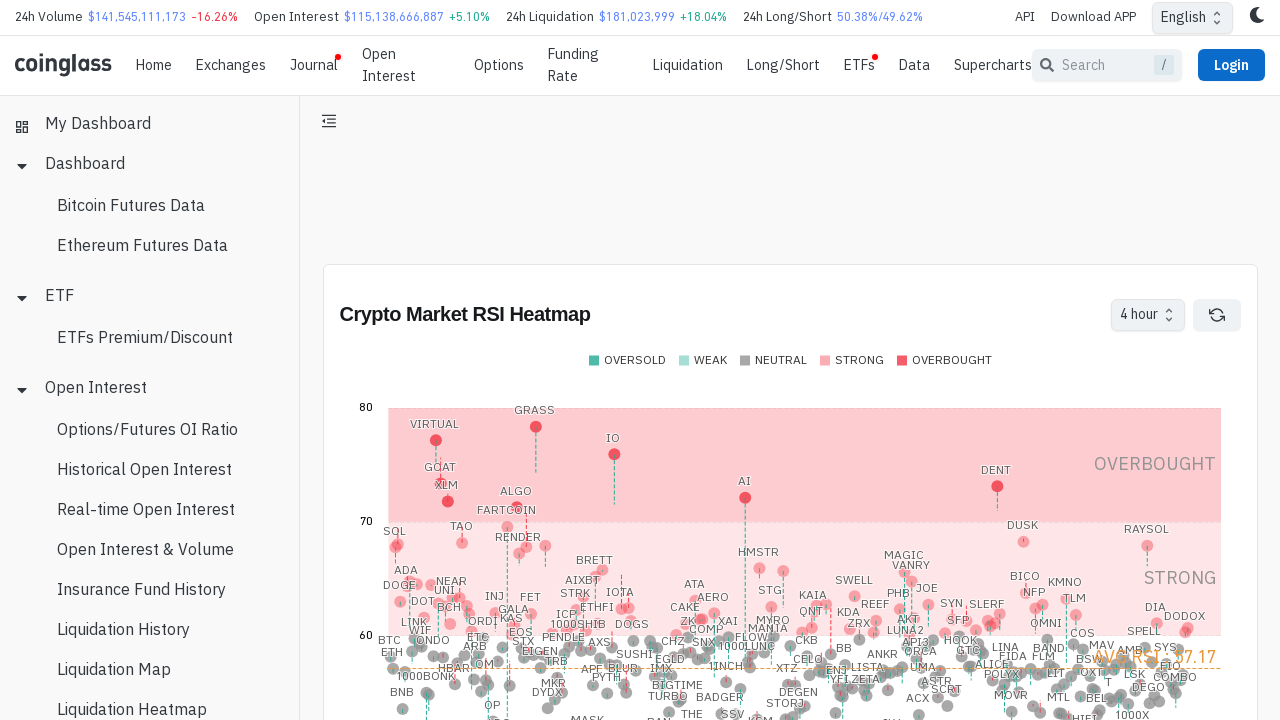 24h Volume $141,545,111,173 -16.26% Open Interest $115,138,666,887 +5.10% 24h Liquidation $181,023,999 +18.04% 24h Long/Short 50.38%/49.62% API Download APP English
coinglass Home Exchanges Journal Open Interest Options Funding Rate Liquidation Long/Short ETFs Data Supercharts Search / Login
My Dashboard
Dashboard
Bitcoin Futures Data
Ethereum Futures Data
ETF
ETFs Premium/Discount
Open Interest
Options/Futures OI Ratio
Historical Open Interest
Real-time Open Interest
Open Interest & Volume
Insurance Fund History
Liquidation History
Liquidation Map
Liquidation Heatmap
Crypto Market RSI Heatmap
4 hour
OVERSOLD WEAK NEUTRAL STRONG OVERBOUGHT
80
GRASS
VIRTUAL
IO
OVERBOUGHT
GOAT
DENT
XLM
AI
ALGO
FARTCOIN
70
TAO
DUSK
SOL
RAYSOL
RENDER
HMSTR
MAGIC
BRETT
VANRY
ADA
STRONG
DOGE
NEAR
AIXBT
ATA
SWELL
BICO
KMNO
UNI
INJ
FET
STRK
IOTA
AERO
STG
KAIA
PHB
JOE
NFP
TLM
DOT
BCH
GALA
ETHFI
CAKE
REEF
SYN
SLERF
DIA
LINK
ORDI
KAS
ICP
1000SHIB
DOGS
ZK
XAI
MYRO
QNT
KDA
ZRX
AKT
SFP
OMNI
DODOX
60
WIF
EOS
COMP
MANTA
LUNA2
COS
SPELL
BTC
ONDO
ETC
STX
PENDLE
AXS
CHZ
SNX
FLOW
CKB
API3
HOOK
ETH
ARB
EIGEN
SUSHI
1000LUNC
BB
ORCA
GTC
LINA
BAND
MAV
AMB
SYS
AVG RSI : 57.17
HBAR
OM
TRB
APE
BLUR
EGLD
IMX
1INCH
XTZ
CELO
ENJ
ANKR
LISTA
UMA
ALICE
FIDA
FLM
BSW
1000BONK
MKR
PYTH
BIGTIME
YFI
ZETA
ASTR
POLYX
LIT
OXT
LSK
COMBO
BNB
DYDX
TURBO
BADGER
DEGEN
SCRT
MOVR
MTL
T
DEGO
OP
STORJ
ACX
BEL
MASK
THE
SSV
1000X